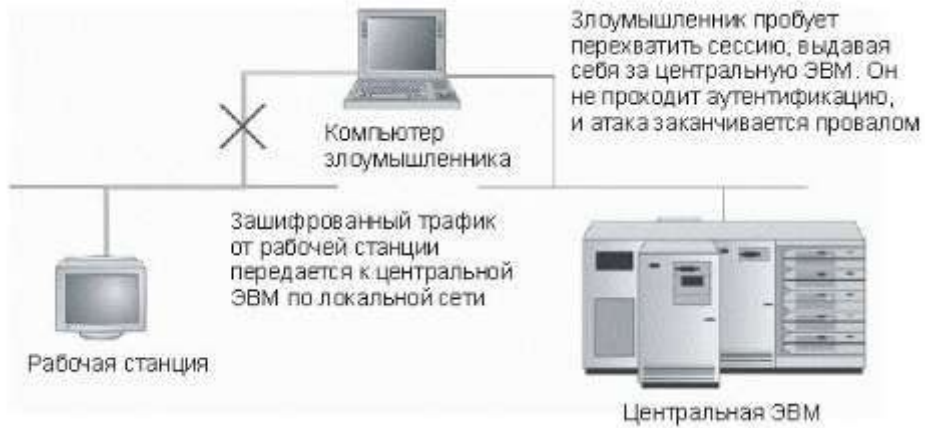 Злоумышленник пробует
перехватить сессию, выдавая
себя за центральную ЭВМ. Он
не проходит аутентификацию,
и атака заканчивается провалом
Компьютер
злоумышленника
Зашифрованный трафик
от рабочей станции
передается к центральной
ЭВМ по локальной сети
Рабочая станция
Центральная ЭВМ